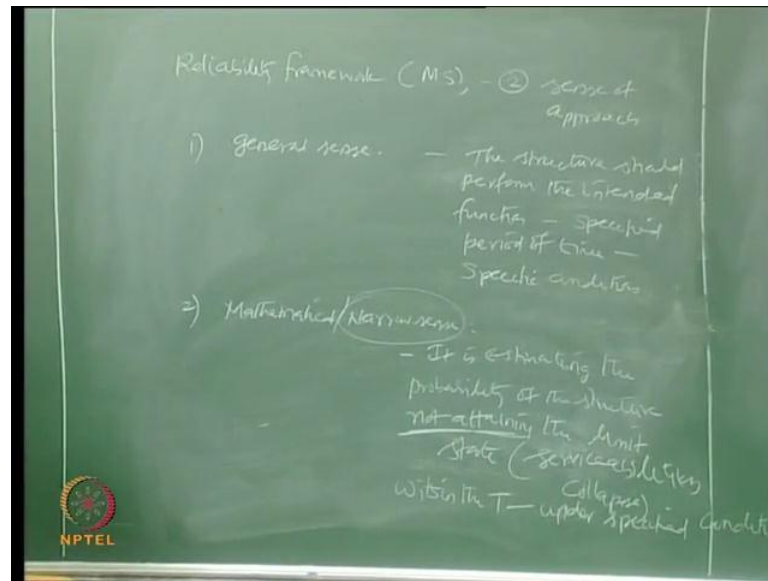 Reliability framework (MS), - ② sense of
approach
1) general sense. - The structure should
perform the intended
function - specified
period of time -
Specific conditions
2) Mathematical/Narrow sense.
- It is estimating the
probability of the structure
not attaining the limit
state (serviceability
collapse)
within the T - under specified Conditi
NPTEL